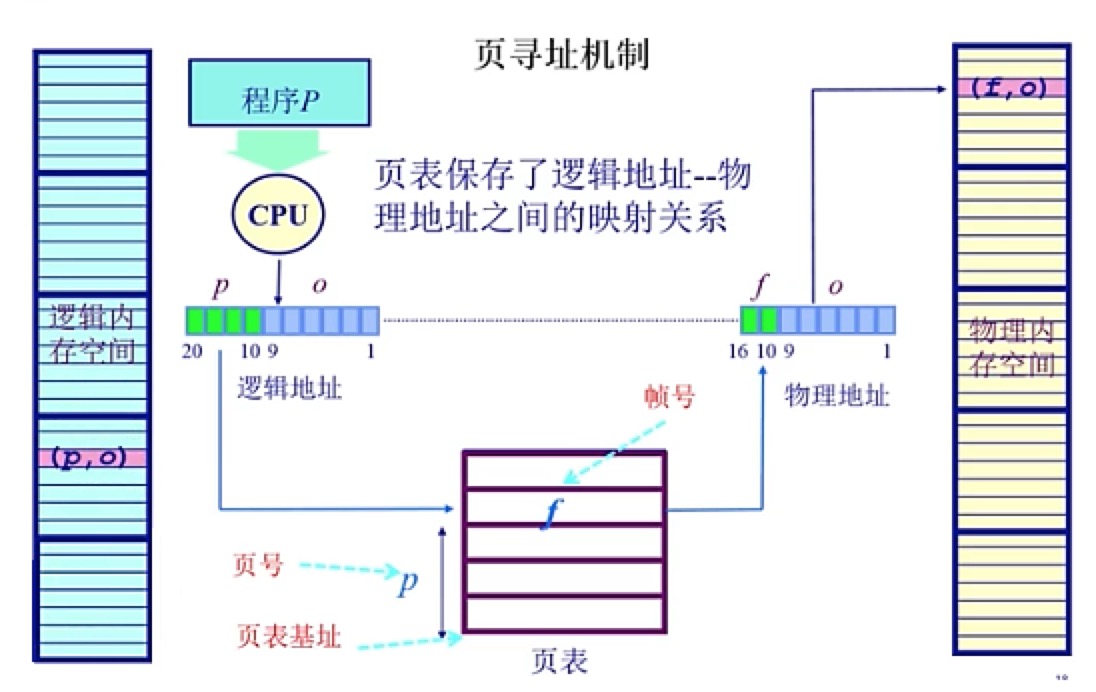 页寻址机制
程序P
页表保存了逻辑地址--物
理地址之间的映射关系
CPU
p
o
20
10
9
1
逻辑地址
f
o
16
10
9
1
物理地址
逻辑内
存空间
(p,o)
(f,o)
物理内
存空间
帧号
f
页号
p
页表基址
页表